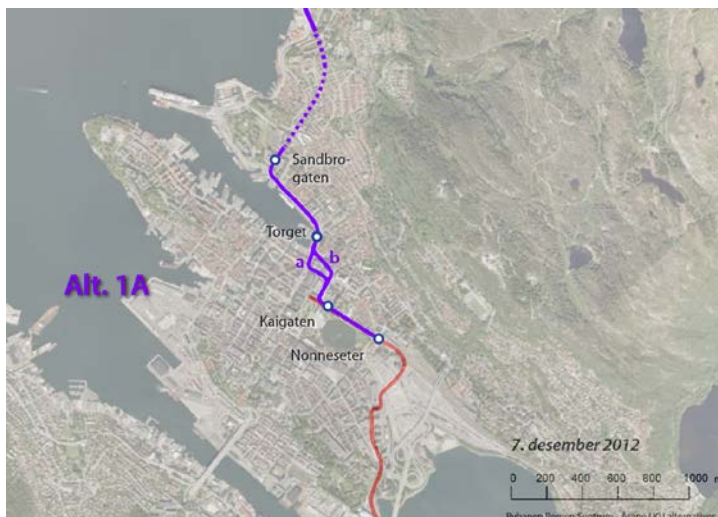 Sandbro-
gaten
Torget
a b
Alt. 1A
Kaigaten
Nonneseter
7. desember 2012
0 200 400 600 800 1000